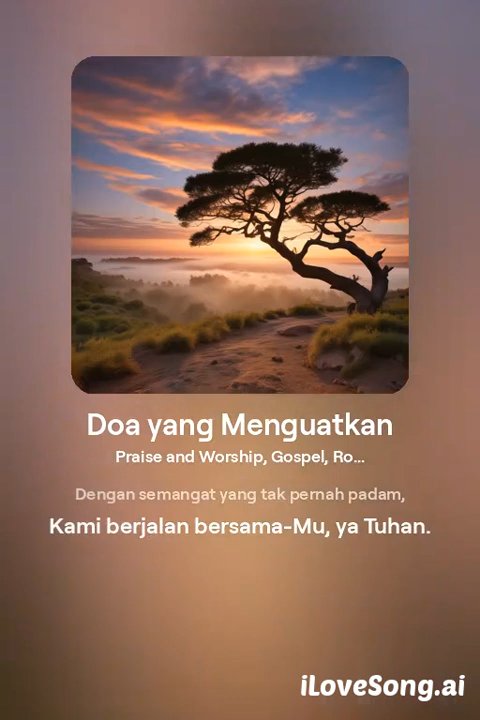 Doa yang Menguatkan
Praise and Worship, Gospel, Ro...
Dengan semangat yang tak pernah padam,
Kami berjalan bersama-Mu, ya Tuhan.
iLoveSong.ai